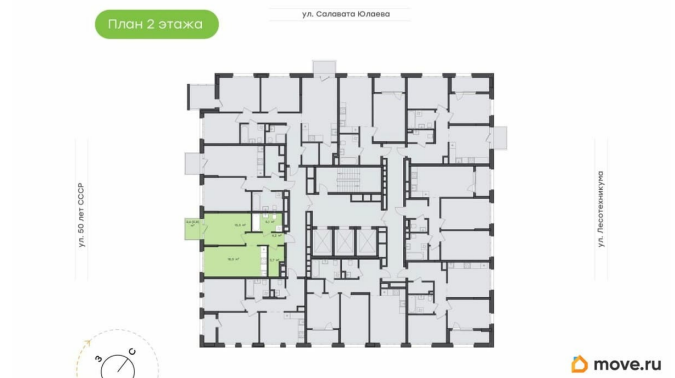 ул. Салавата Юлаева
План 2 этажа
ул. 50 лет СССР
ул. Лесотехникума
З
С
move.ru